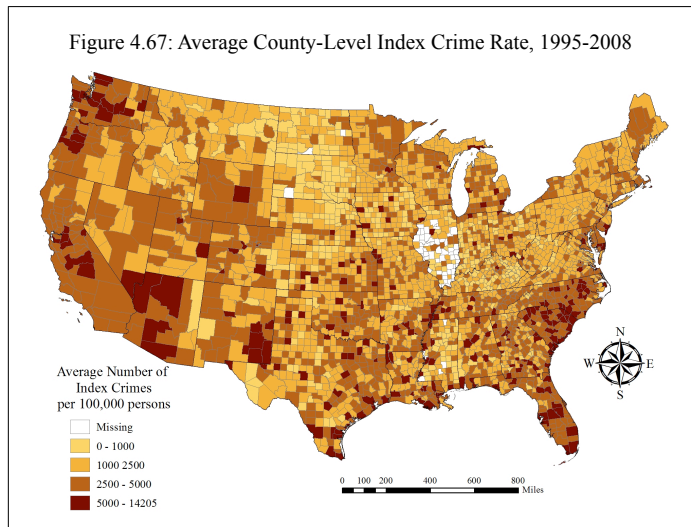 Figure 4.67: Average County-Level Index Crime Rate, 1995-2008
N
W
E
S
Average Number of
Index Crimes
per 100,000 persons
Missing
0 - 1000
1000 2500
2500 - 5000
5000 - 14205
0 100 200 400 600 800
Miles